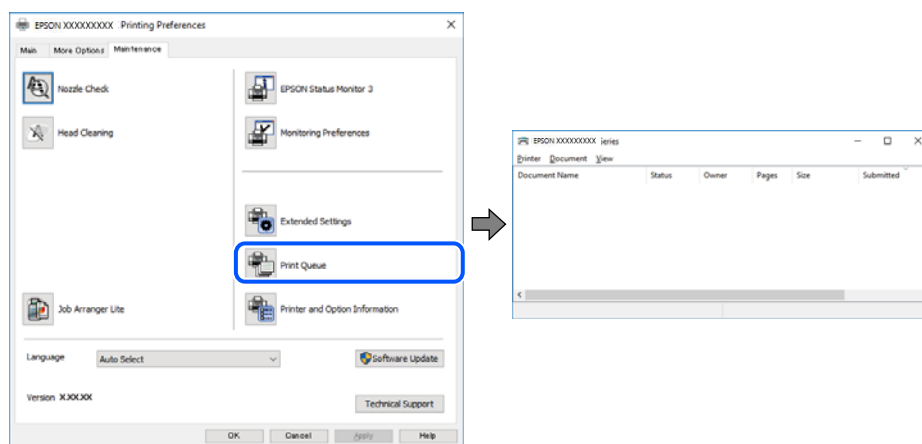 EPSON XXXXXXXXX Printing Preferences
Main More Options Maintenance
Nozzle Check
Head Cleaning
Job Arranger Lite
EPSON Status Monitor 3
Monitoring Preferences
Extended Settings
Print Queue
Printer and Option Information
Language Auto Select Software Update
Version X.XX.XX
Technical Support
OK Cancel Apply Help
EPSON XXXXXXXXX ieries
Printer Document View
Document Name Status Owner Pages Size Submitted